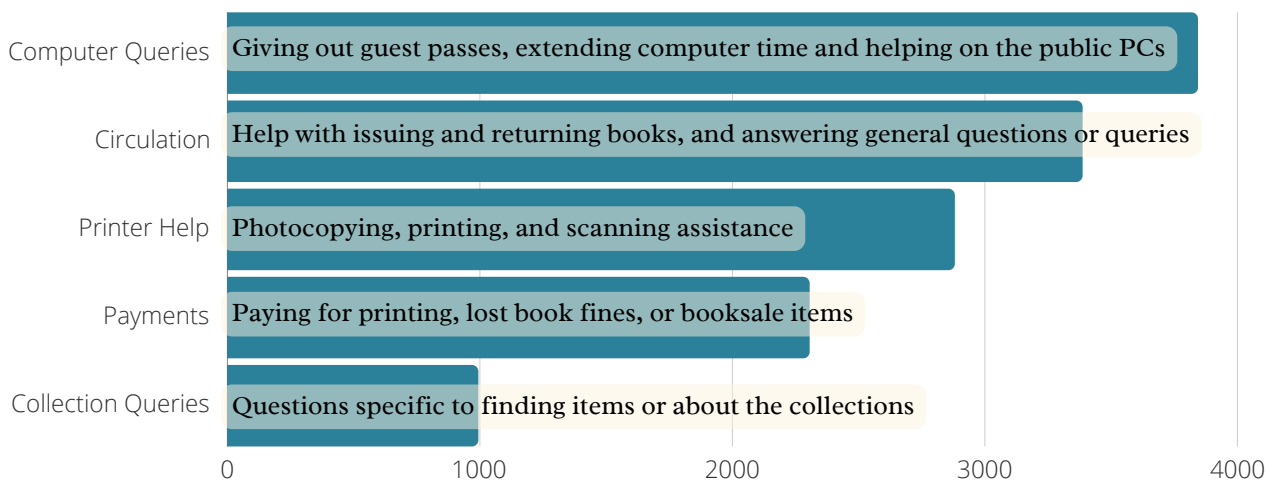 Computer Queries
Giving out guest passes, extending computer time and helping on the public PCs
Circulation
Help with issuing and returning books, and answering general questions or queries
Printer Help
Photocopying, printing, and scanning assistance
Payments
Paying for printing, lost book fines, or booksale items
Collection Queries
Questions specific to finding items or about the collections
0 1000 2000 3000 4000